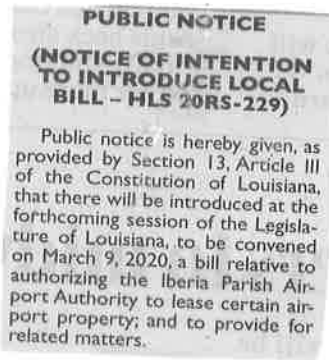 PUBLIC NOTICE
(NOTICE OF INTENTION
TO INTRODUCE LOCAL
BILL – HLS 20RS-229)
Public notice is hereby given, as
provided by Section 13, Article III
of the Constitution of Louisiana,
that there will be introduced at the
forthcoming session of the Legisla-
ture of Louisiana, to be convened
on March 9, 2020, a bill relative to
authorizing the Iberia Parish Air-
port Authority to lease certain air-
port property; and to provide for
related matters.